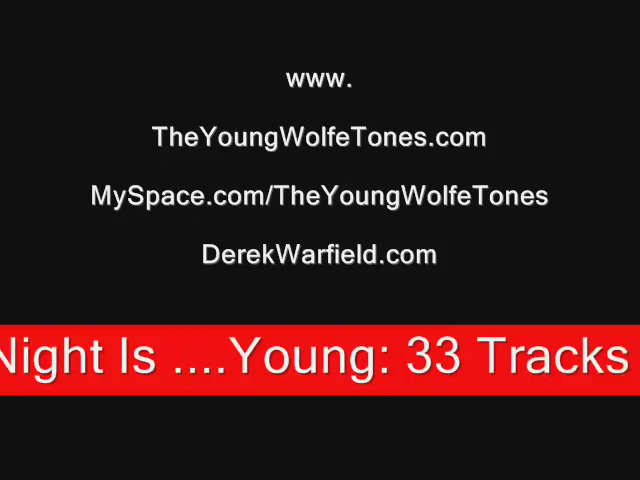 www.
TheYoungWolfeTones.com
MySpace.com/TheYoungWolfeTones
DerekWarfield.com
Night Is ....Young: 33 Tracks